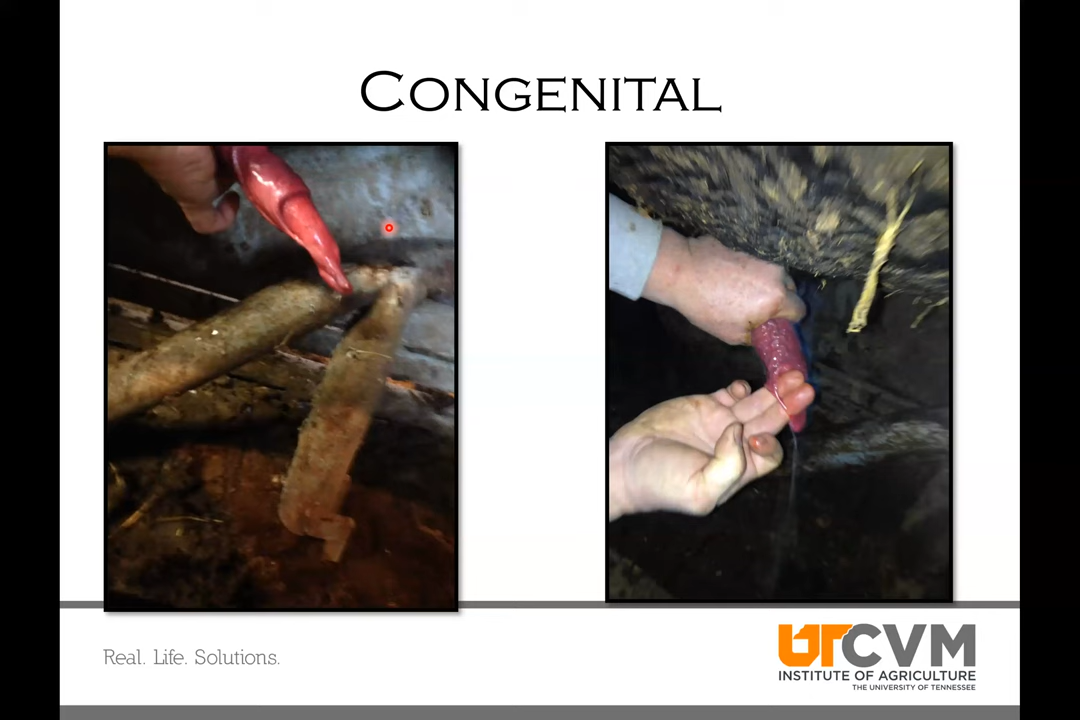 CONGENITAL
Real. Life. Solutions.
UTCVM
INSTITUTE OF AGRICULTURE
THE UNIVERSITY OF TENNESSEE